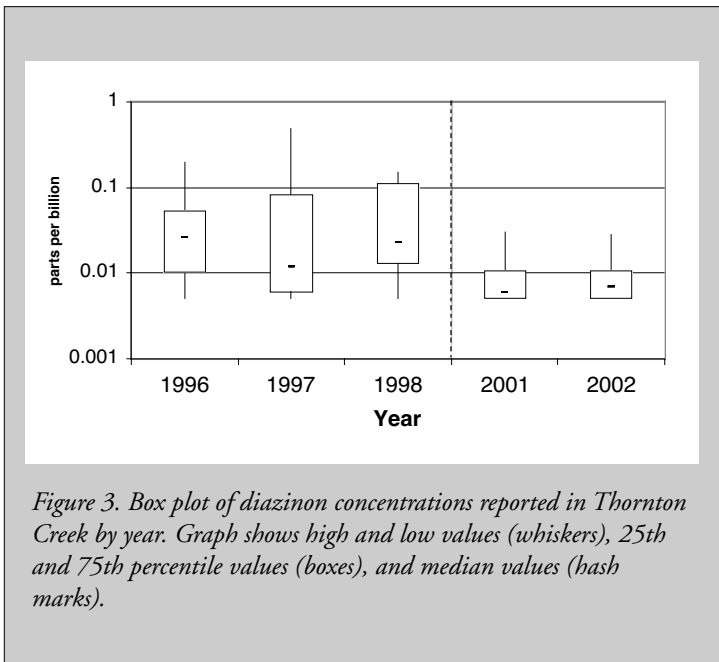 1
0.1
0.01
0.001
parts per billion
1996 1997 1998 2001 2002
Year
Figure 3. Box plot of diazinon concentrations reported in Thornton
Creek by year. Graph shows high and low values (whiskers), 25th
and 75th percentile values (boxes), and median values (hash
marks).